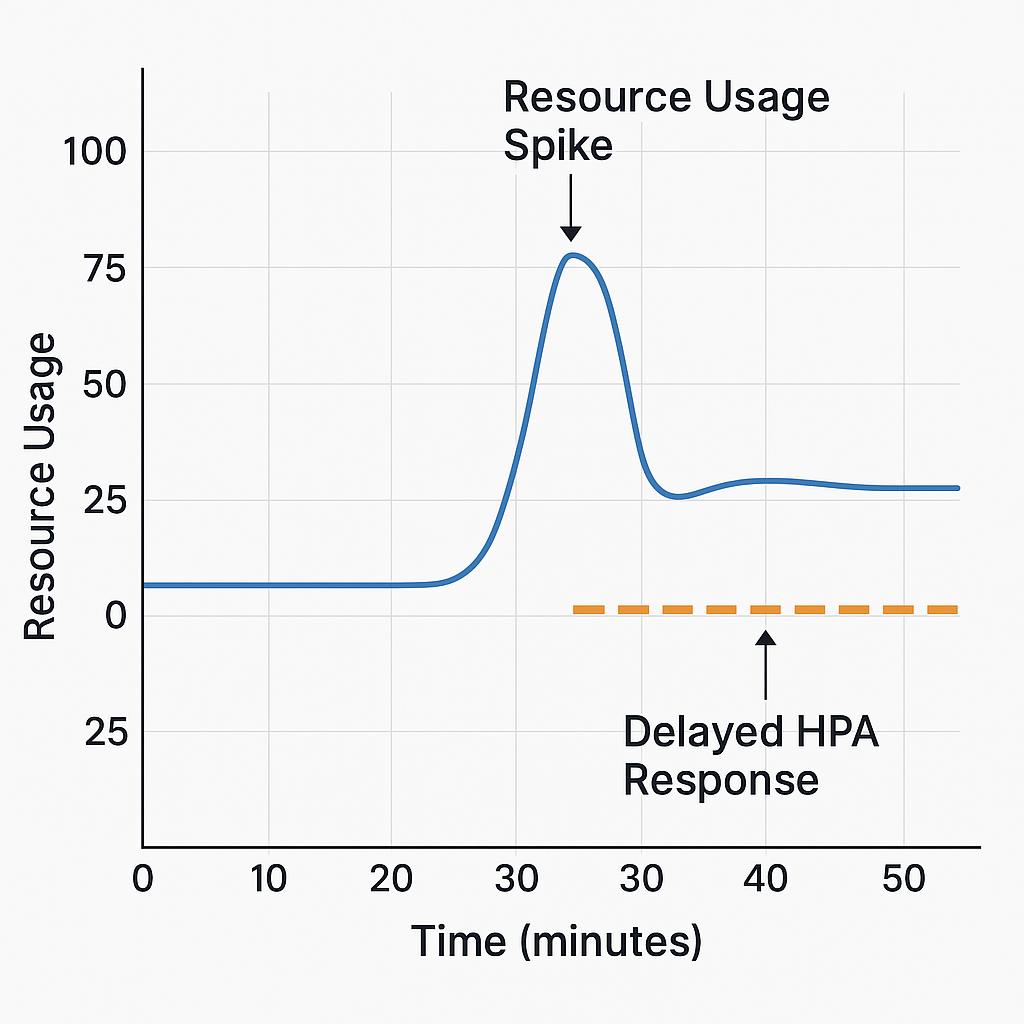 Resource Usage
Spike
100
75
50
25
0
25
Resource Usage
Delayed HPA
Response
0 10 20 30 30 40 50
Time (minutes)